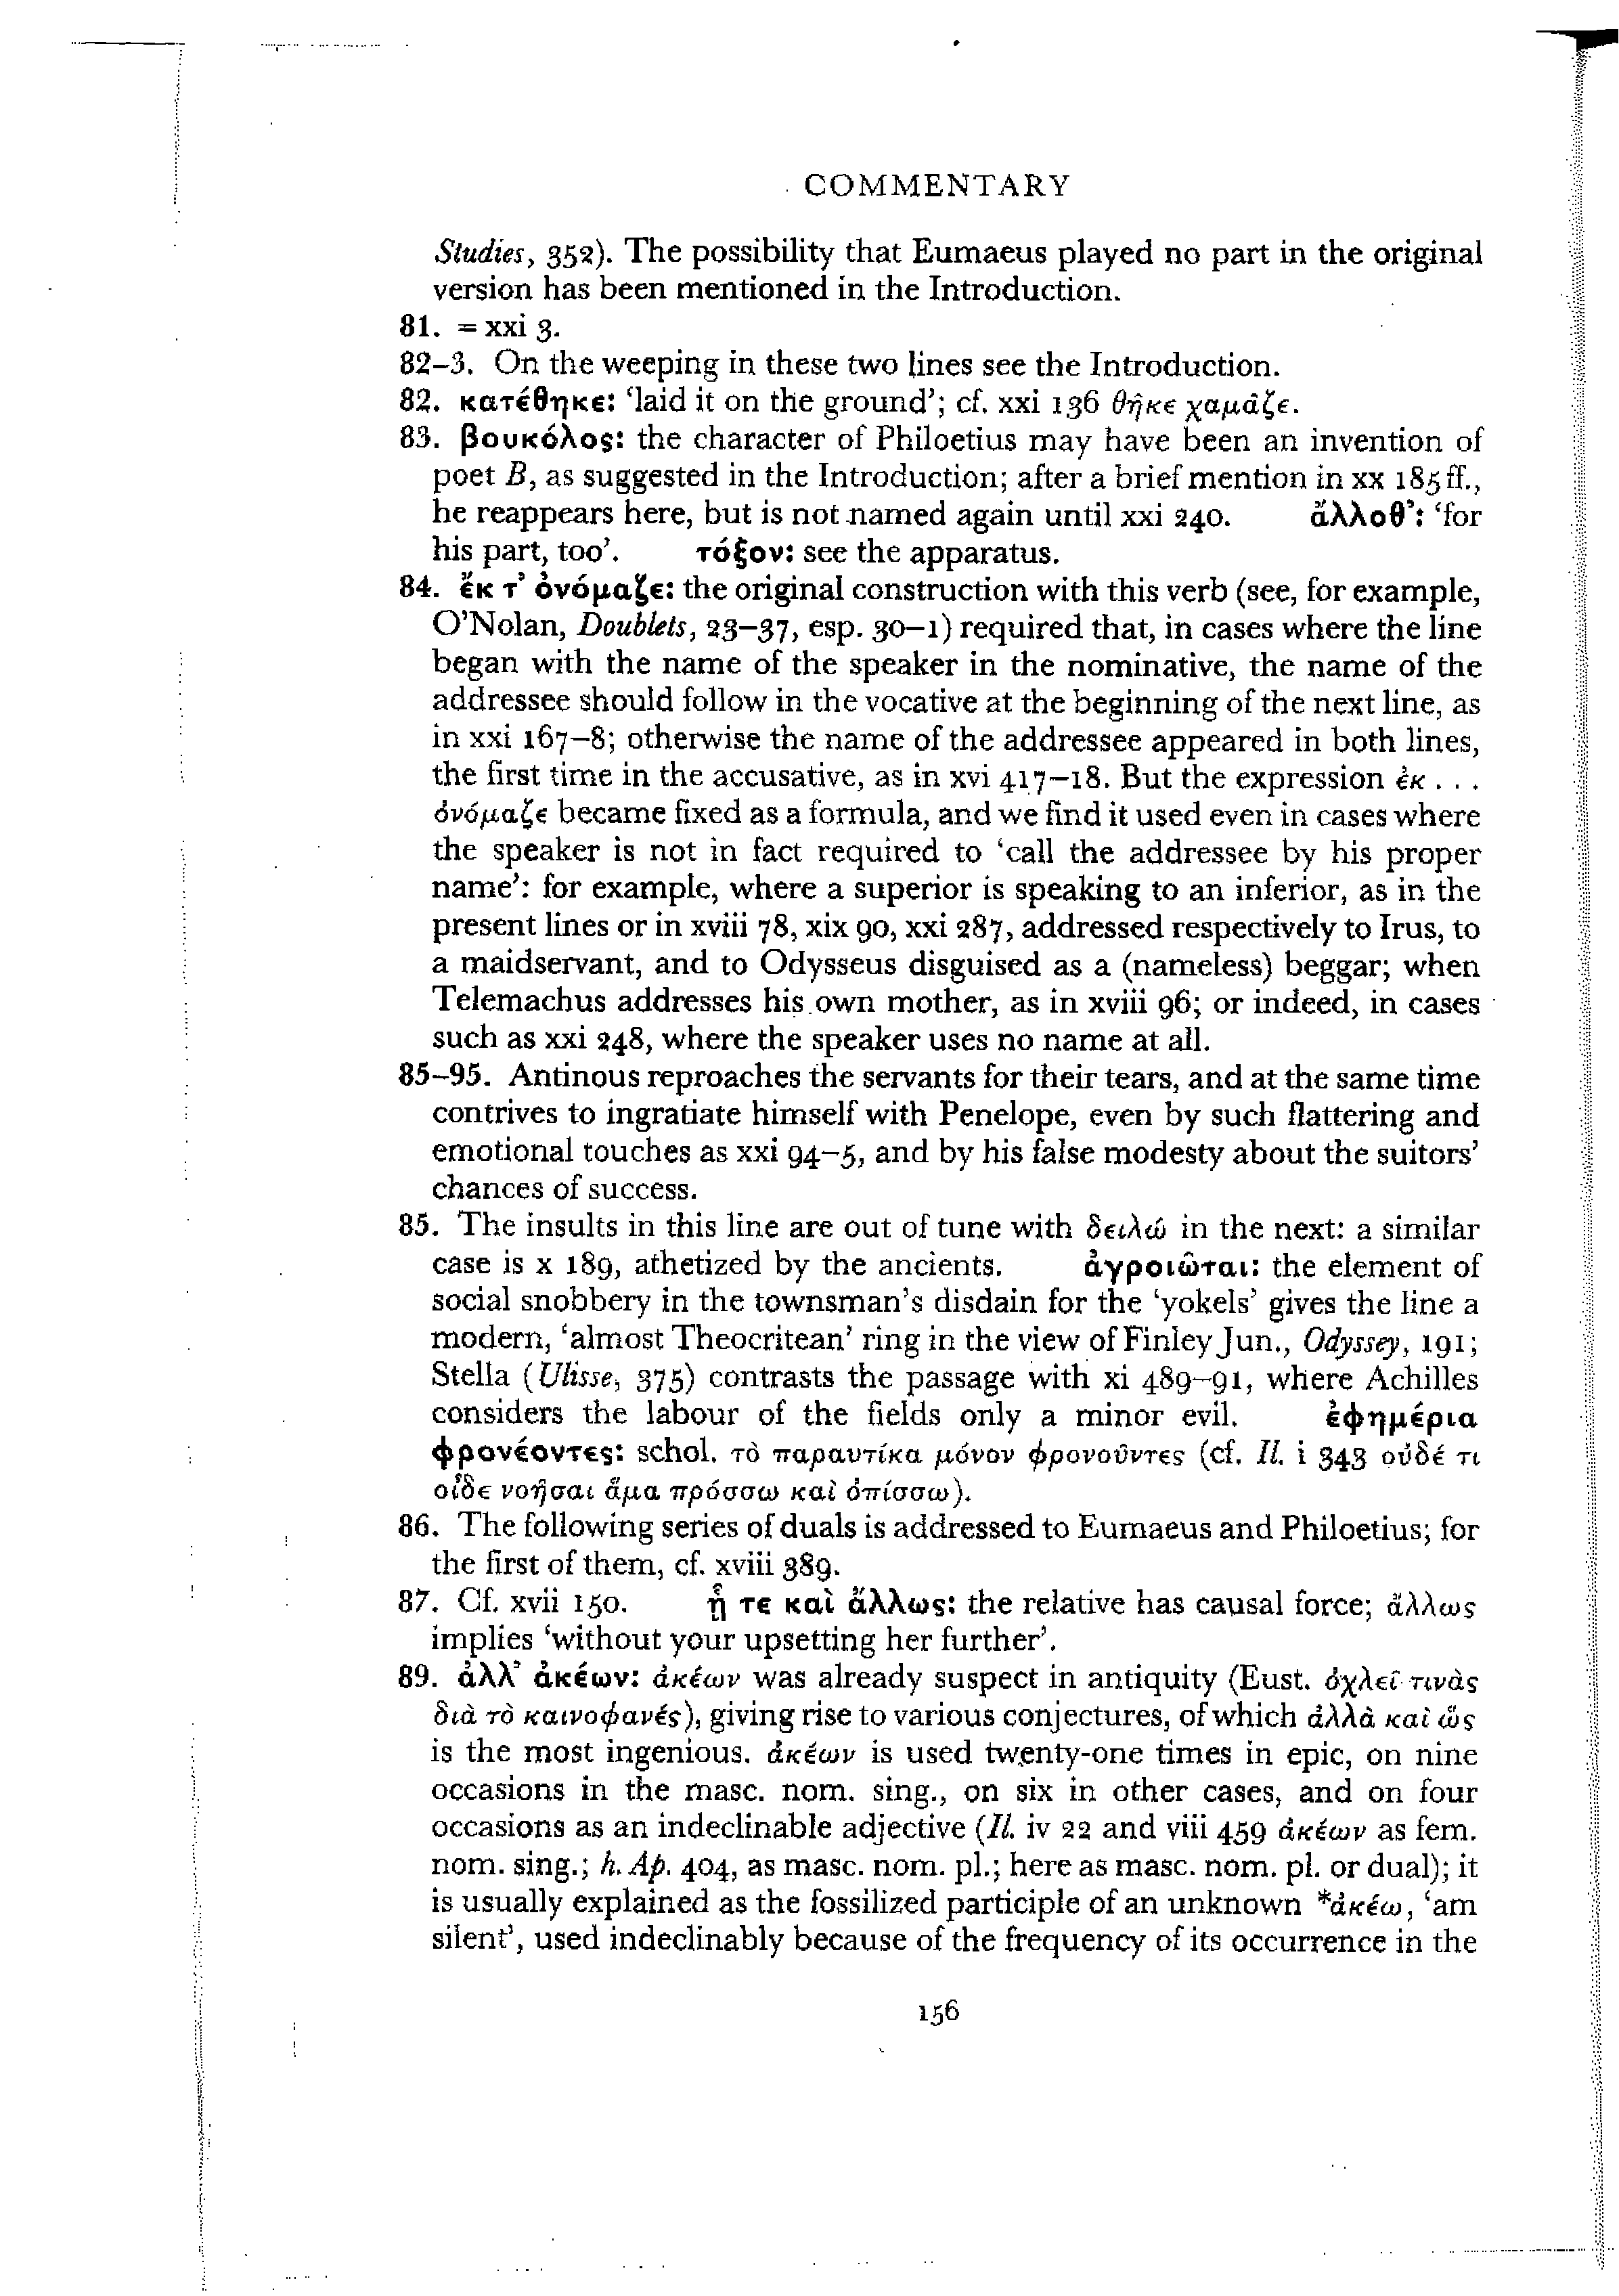 COMMENTARY
Studies, 352). The possibility that Eumaeus played no part in the original
version has been mentioned in the Introduction.
81. = xxi 3.
82–3. On the weeping in these two lines see the Introduction.
82. κατέθηκε: ‘laid it on the ground’; cf. xxi 136 θῆκε χαμᾶζε.
83. βουκόλος: the character of Philoetius may have been an invention of
poet B, as suggested in the Introduction; after a brief mention in xx 185 ff.,
he reappears here, but is not named again until xxi 240. ἄλλοθ’: ‘for
his part, too’. τόξον: see the apparatus.
84. ἔκ τ’ ὀνόμαζε: the original construction with this verb (see, for example,
O’Nolan, Doublets, 23–37, esp. 30–1) required that, in cases where the line
began with the name of the speaker in the nominative, the name of the
addressee should follow in the vocative at the beginning of the next line, as
in xxi 167–8; otherwise the name of the addressee appeared in both lines,
the first time in the accusative, as in xvi 417–18. But the expression ἐκ . . .
ὀνόμαζε became fixed as a formula, and we find it used even in cases where
the speaker is not in fact required to ‘call the addressee by his proper
name’: for example, where a superior is speaking to an inferior, as in the
present lines or in xviii 78, xix 90, xxi 287, addressed respectively to Irus, to
a maidservant, and to Odysseus disguised as a (nameless) beggar; when
Telemachus addresses his own mother, as in xviii 96; or indeed, in cases
such as xxi 248, where the speaker uses no name at all.
85–95. Antinous reproaches the servants for their tears, and at the same time
contrives to ingratiate himself with Penelope, even by such flattering and
emotional touches as xxi 94–5, and by his false modesty about the suitors’
chances of success.
85. The insults in this line are out of tune with δειλώ in the next: a similar
case is x 189, athetized by the ancients. ἀγροιῶται: the element of
social snobbery in the townsman’s disdain for the ‘yokels’ gives the line a
modern, ‘almost Theocritean’ ring in the view of Finley Jun., Odyssey, 191;
Stella (Ulisse, 375) contrasts the passage with xi 489–91, where Achilles
considers the labour of the fields only a minor evil. ἐφημέρια
φρονέοντες: schol. τὸ παραυτίκα μόνον φρονοῦντες (cf. Il. i 343 οὐδέ τι
οἶδε νοῆσαι ἅμα πρόσσω καὶ ὀπίσσω).
86. The following series of duals is addressed to Eumaeus and Philoetius; for
the first of them, cf. xviii 389.
87. Cf. xvii 150. ᾗ τε καὶ ἄλλως: the relative has causal force; ἄλλως
implies ‘without your upsetting her further’.
89. ἀλλ’ ἀκέων: ἀκέων was already suspect in antiquity (Eust. ὀχλεῖ τινὰς
διὰ τὸ καινοφανές), giving rise to various conjectures, of which ἀλλὰ καὶ ὣς
is the most ingenious. ἀκέων is used twenty-one times in epic, on nine
occasions in the masc. nom. sing., on six in other cases, and on four
occasions as an indeclinable adjective (Il. iv 22 and viii 459 ἀκέων as fem.
nom. sing.; h. Ap. 404, as masc. nom. pl.; here as masc. nom. pl. or dual); it
is usually explained as the fossilized participle of an unknown *ἀκέω, ‘am
silent’, used indeclinably because of the frequency of its occurrence in the
156